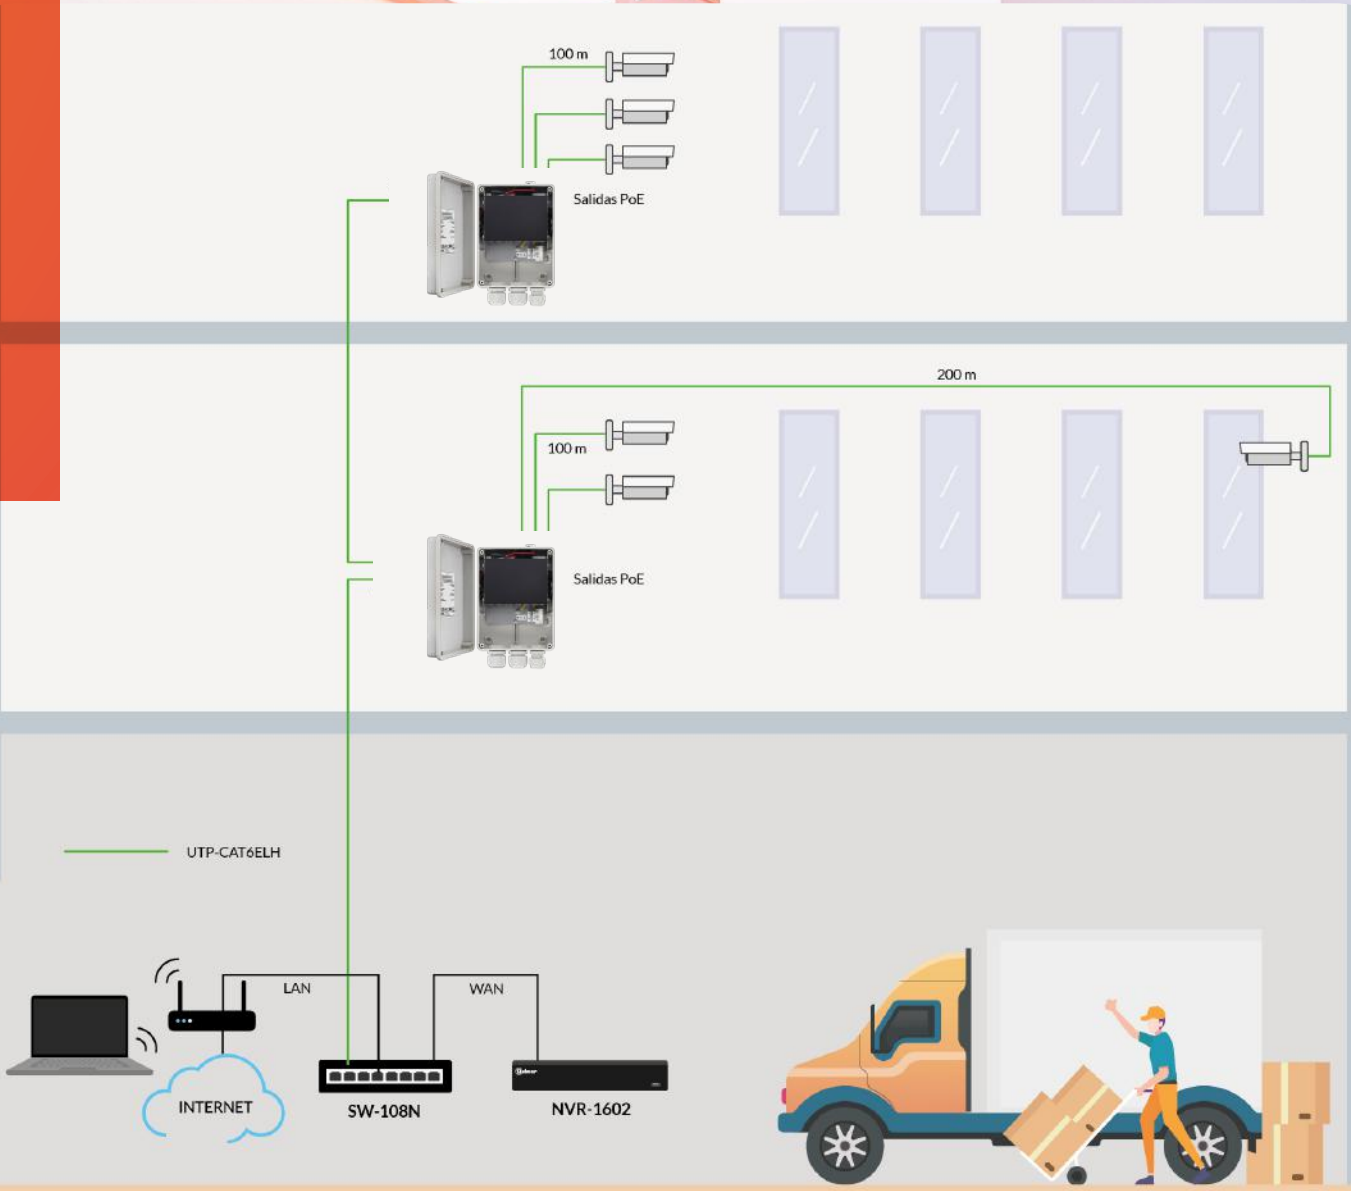 100 m
Salidas PoE
200 m
100 m
Salidas PoE
UTP-CAT6ELH
LAN
WAN
INTERNET
SW-108N
NVR-1602